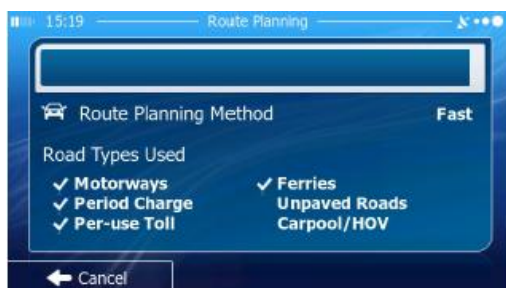 15:19 Route Planning
Route Planning Method Fast
Road Types Used
Motorways Ferries
Period Charge Unpaved Roads
Per-use Toll Carpool/HOV
Cancel